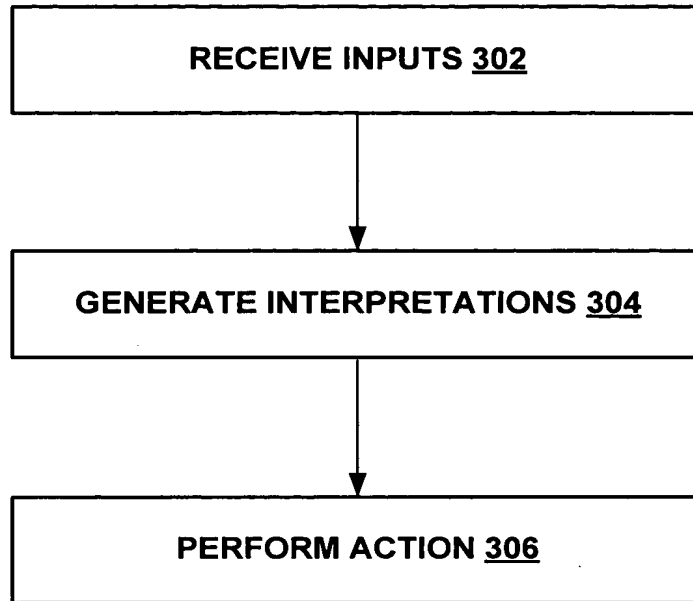 RECEIVE INPUTS 302
GENERATE INTERPRETATIONS 304
PERFORM ACTION 306